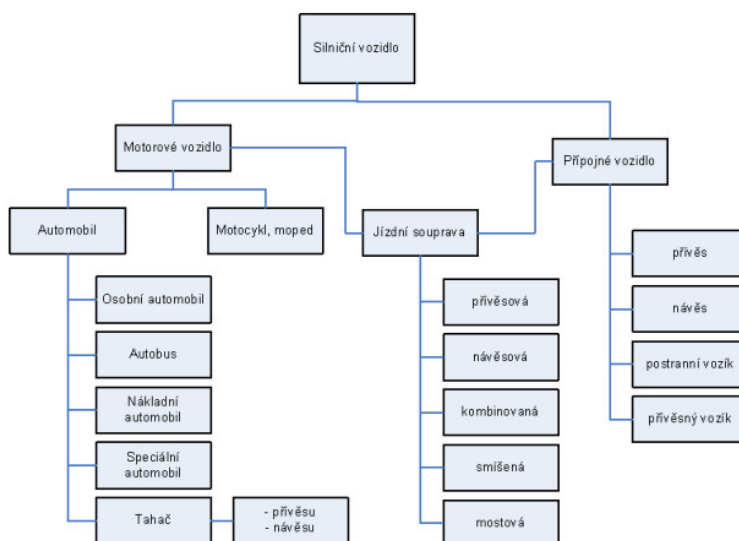 Silniční vozidlo
Motorové vozidlo
Přípojné vozidlo
Automobil
Motocykl, moped
Jízdní souprava
Osobní automobil
Autobus
Nákladní
automobil
Speciální
automobil
Tahač
- přívěsu
- návěsu
přívěsová
návěsová
kombinovaná
smíšená
mostová
přívěs
návěs
postranní vozík
přívěsný vozík